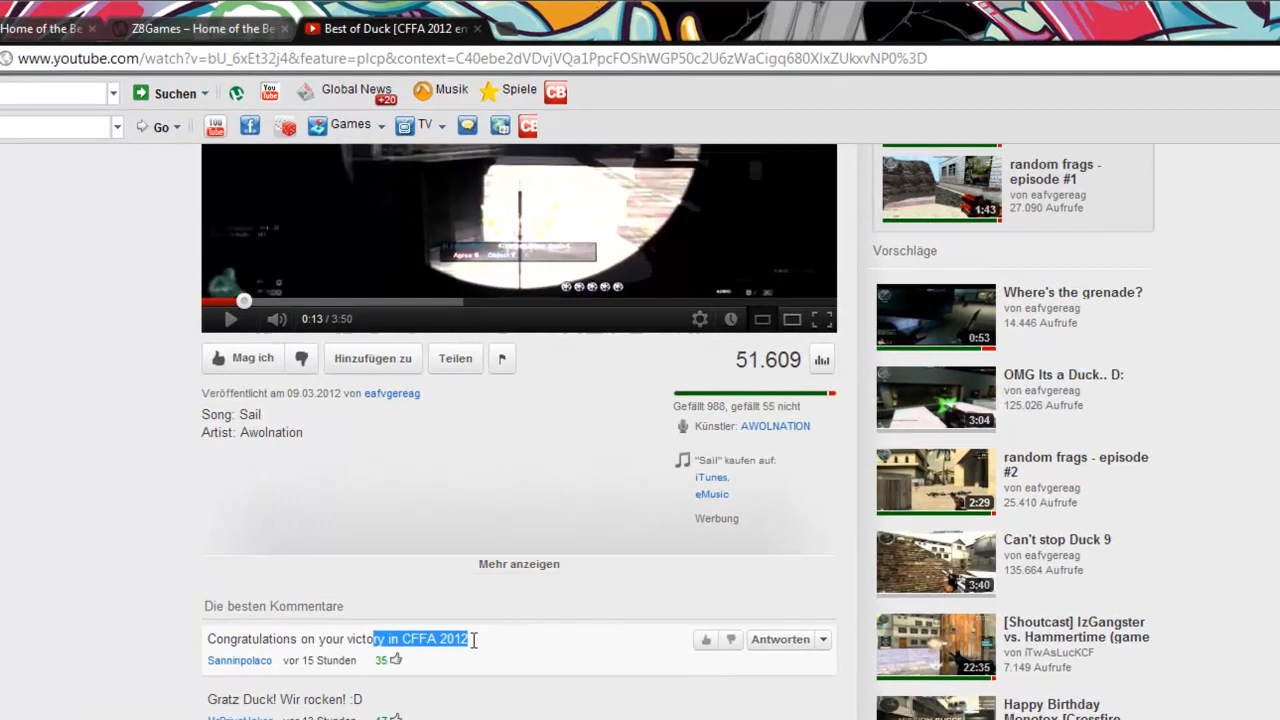 Home of the Be
Z8Games – Home of the Be
Best of Duck [CFFA 2012 en
www.youtube.com/watch?v=bU_6xEt32j4&feature=plcp&context=C40ebe2dVDvjVQa1PpcFOShWGP50c2U6zWaCigq680XIxZUkxvNP0%3D
Suchen
You
Tube
Global News
+20
Musik
Spiele
CB
Go
You
Tube
Games
TV
random frags -
episode #1
von eafvgereag
27.090 Aufrufe
1:43
Vorschläge
0:13 / 3:50
Mag ich
Hinzufügen zu
Teilen
51.609
Veröffentlicht am 09.03.2012 von eafvgereag
Song: Sail
Artist: Awolnation
Gefällt 988, gefällt 55 nicht
Künstler: AWOLNATION
"Sail" kaufen auf:
iTunes,
eMusic
Werbung
Mehr anzeigen
Die besten Kommentare
Congratulations on your victory in CFFA 2012
Antworten
Sanninpolaco vor 15 Stunden 35
Gratz Duck! Wir rocken! :D
Where's the grenade?
von eafvgereag
14.446 Aufrufe
0:53
OMG Its a Duck.. D:
von eafvgereag
125.026 Aufrufe
3:04
random frags - episode
#2
von eafvgereag
25.410 Aufrufe
2:29
Can't stop Duck 9
von eafvgereag
135.664 Aufrufe
3:40
[Shoutcast] IzGangster
vs. Hammertime (game
von iTwAsLucKCF
7.149 Aufrufe
22:35
Happy Birthday